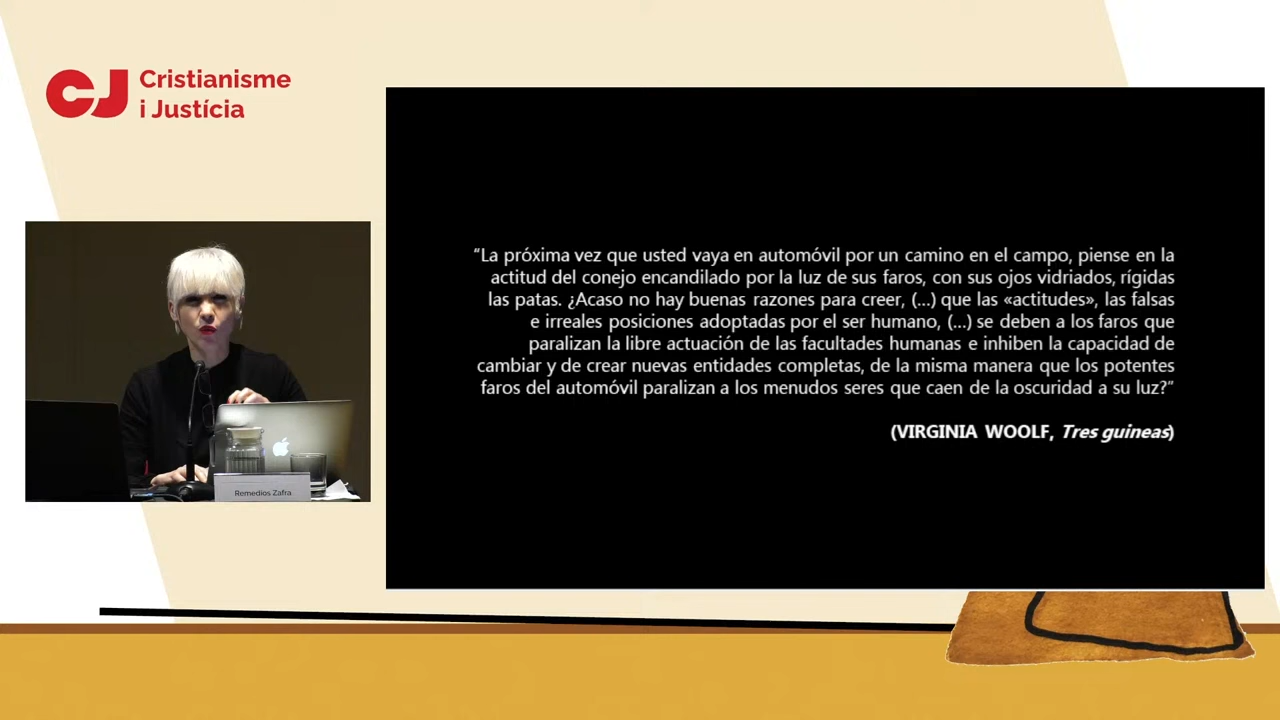 Cristianisme
i Justícia
“La próxima vez que usted vaya en automóvil por un camino en el campo, piense en la
actitud del conejo encandilado por la luz de sus faros, con sus ojos vidriados, rígidas
las patas. ¿Acaso no hay buenas razones para creer, (...) que las «actitudes», las falsas
e irreales posiciones adoptadas por el ser humano, (...) se deben a los faros que
paralizan la libre actuación de las facultades humanas e inhiben la capacidad de
cambiar y de crear nuevas entidades completas, de la misma manera que los potentes
faros del automóvil paralizan a los menudos seres que caen de la oscuridad a su luz?”
(VIRGINIA WOOLF, Tres guineas)
Remedios Zafra